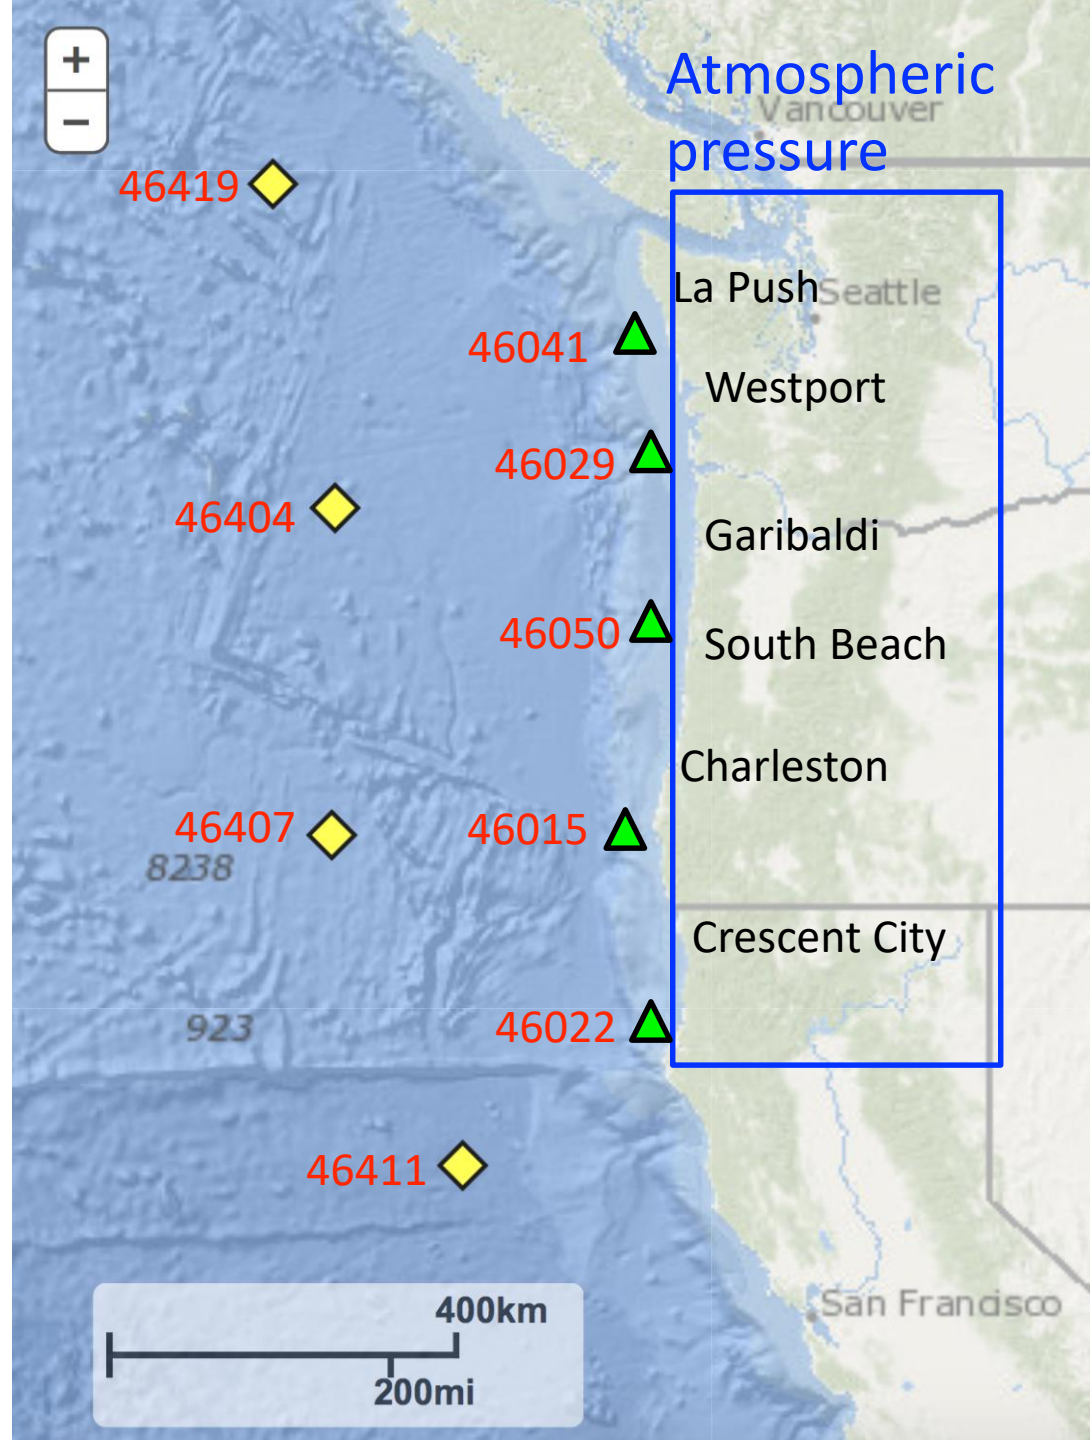 +
−
Atmospheric
Vancouver
pressure
46419
La Push
Seattle
46041
Westport
46029
46404
Garibaldi
46050
South Beach
Charleston
46407
46015
8238
Crescent City
923
46022
46411
400km
San Francisco
200mi